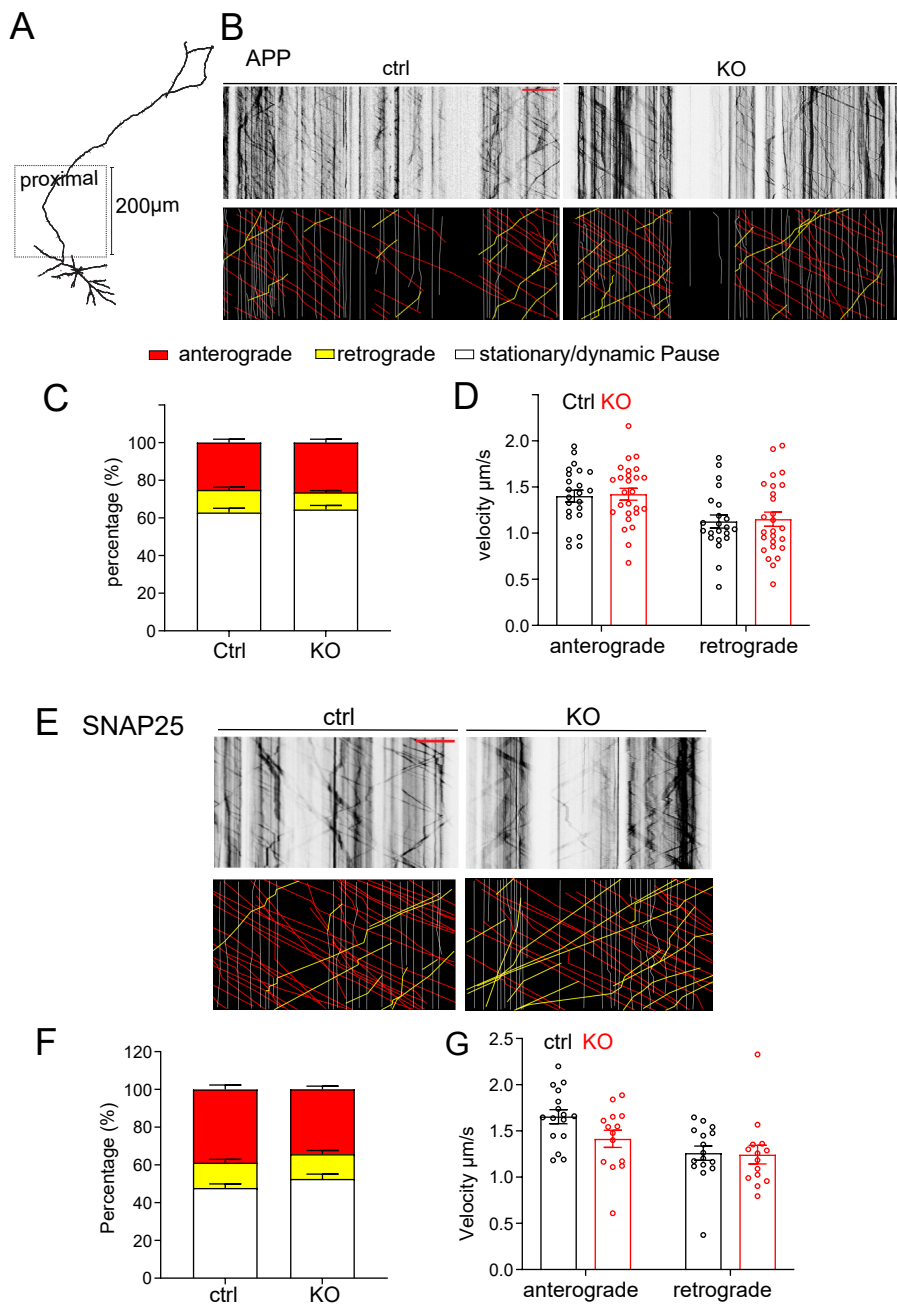 A
proximal
200μm
B
APP
ctrl KO
anterograde retrograde stationary/dynamic Pause
C
percentage (%)
100
80
60
40
20
0
Ctrl KO
D
Ctrl KO
velocity μm/s
2.0
1.5
1.0
0.5
0.0
anterograde retrograde
E
SNAP25
ctrl KO
F
Percentage (%)
120
100
80
60
40
20
0
ctrl KO
G
ctrl KO
Velocity μm/s
2.5
2.0
1.5
1.0
0.5
0.0
anterograde retrograde